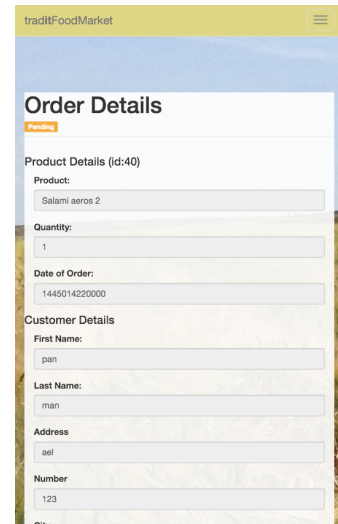 traditFoodMarket
Order Details
Pending
Product Details (id:40)
Product:
Salami aeros 2
Quantity:
1
Date of Order:
1445014220000
Customer Details
First Name:
pan
Last Name:
man
Address
ael
Number
123